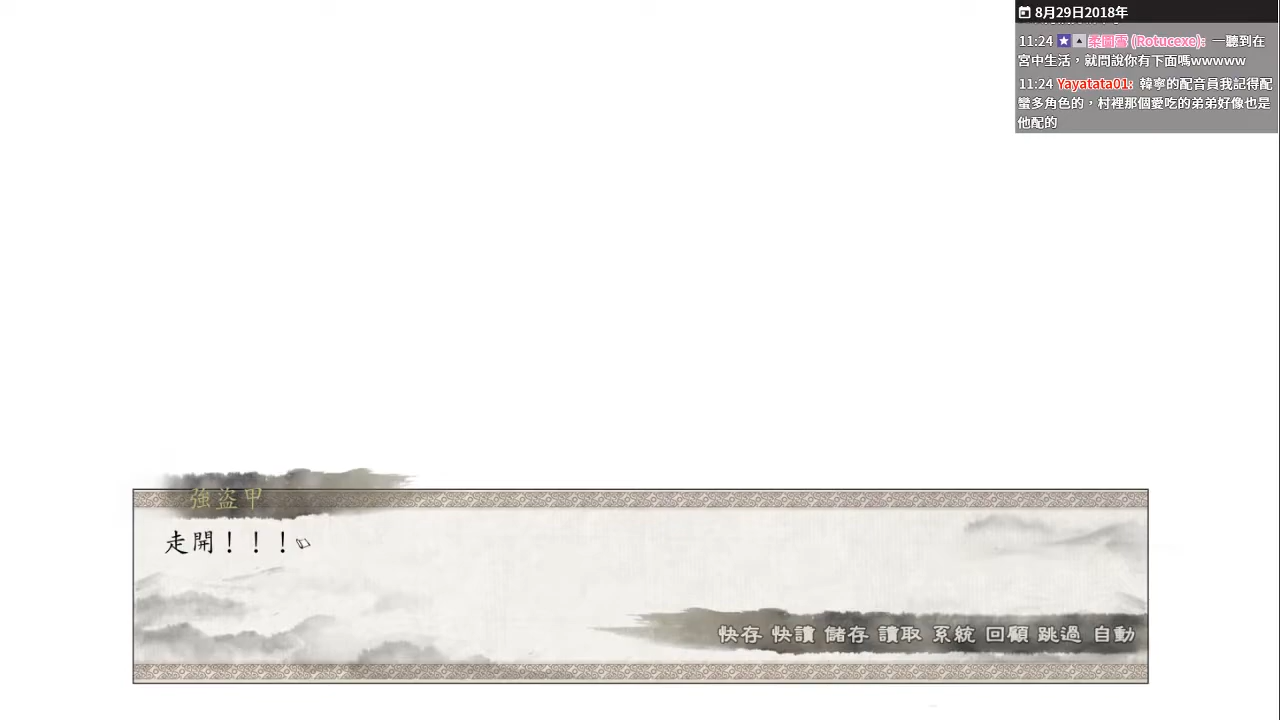 8月29日2018年
11:24 柔圖雪 (Rotucexe): 一聽到在
宮中生活，就問說你有下面嗎wwwww
11:24 Yayatata01: 韓寧的配音員我記得配
蠻多角色的，村裡那個愛吃的弟弟好像也是
他配的
強盜甲
走開！！！
快存 快讀 儲存 讀取 系統 回顧 跳過 自動